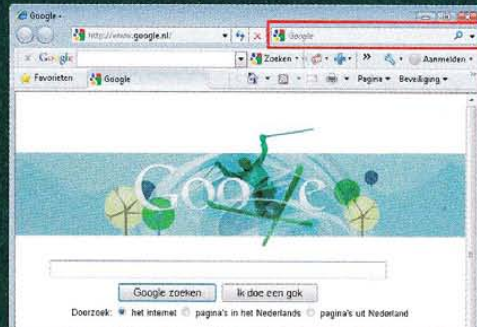 Google -
http://www.google.nl/ Google
x Google Zoeken » Aanmelden
Favorieten Google Pagina Beveiliging »
Google
Google zoeken Ik doe een gok
Doorzoek: het internet pagina's in het Nederlands pagina's uit Nederland